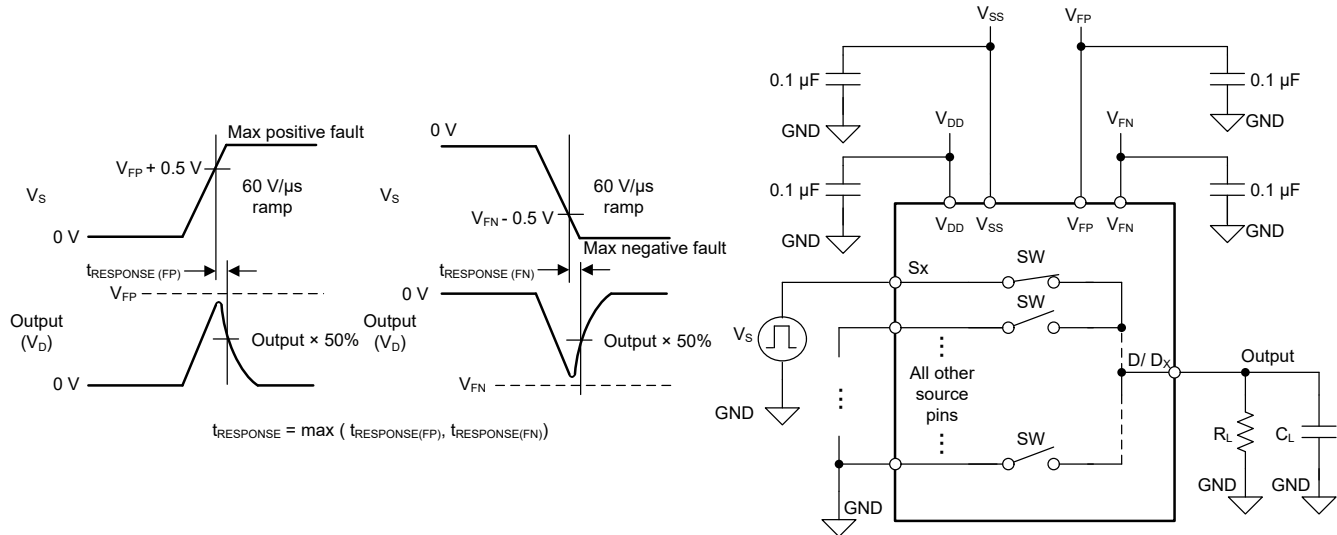 0 V
Max positive fault
V_FP + 0.5 V
V_S
60 V/µs
ramp
0 V
t_RESPONSE (FP)
V_FP
Output
(V_D)
Output × 50%
0 V
0 V
V_FN - 0.5 V
60 V/µs
ramp
Max negative fault
t_RESPONSE (FN)
0 V
Output
(V_D)
Output × 50%
V_FN
t_RESPONSE = max ( t_RESPONSE(FP), t_RESPONSE(FN))
V_SS
V_FP
0.1 µF
0.1 µF
GND
GND
V_DD
V_FN
0.1 µF
0.1 µF
GND
GND
V_DD
V_SS
V_FP
V_FN
Sx
SW
SW
V_S
GND
All other
source
pins
SW
D/ D_X
Output
R_L
C_L
GND
GND
GND